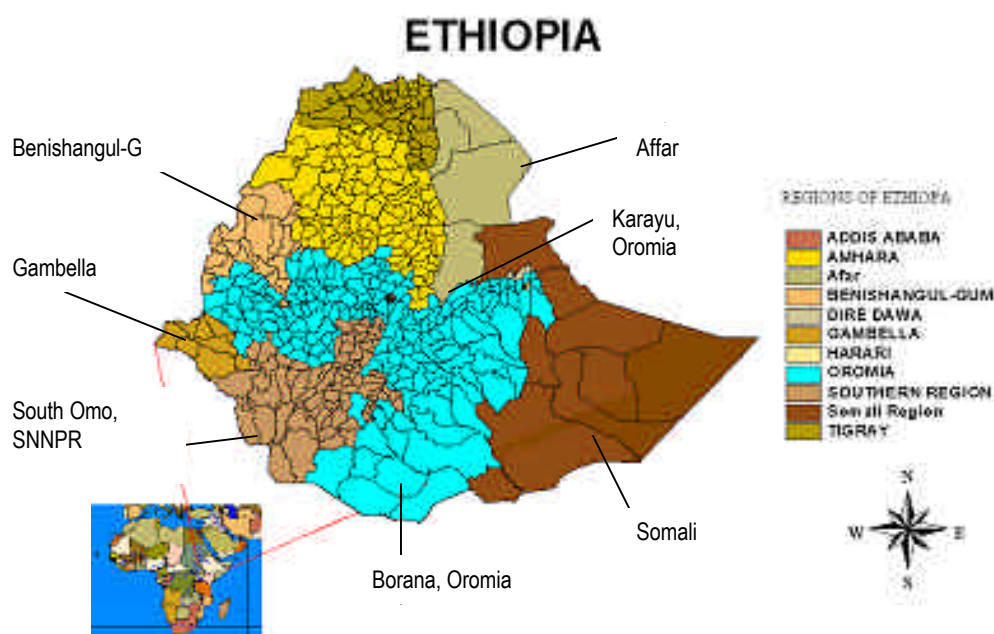 ETHIOPIA
Benishangul-G
Affar
Karayu,
Oromia
Gambella
South Omo,
SNNPR
Somali
Borana, Oromia
REGIONS OF ETHIOPA
ADDIS ABABA
AMHARA
Afar
BENISHANGUL-GUM
DIRE DAWA
GAMBELLA
HARARI
OROMIA
SOUTHERN REGION
Somali Region
TIGRAY
N
W E
S